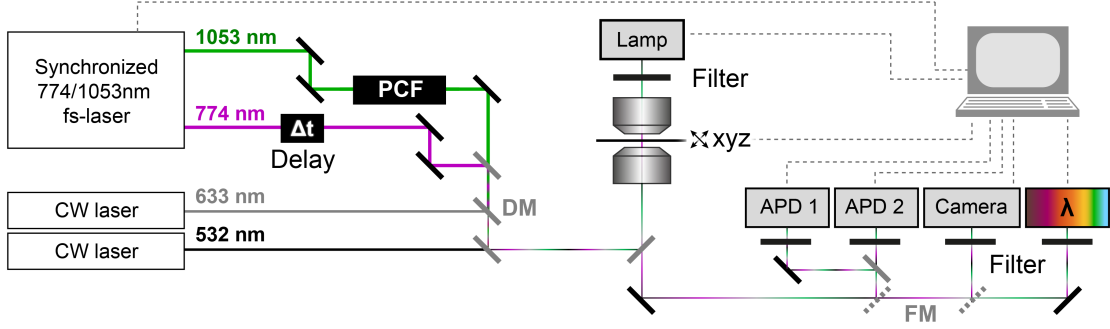 1053 nm
Lamp
Synchronized
774/1053nm
fs-laser
PCF
Filter
774 nm
Δt
Delay
xyz
633 nm
CW laser
DM
APD 1
APD 2
Camera
λ
532 nm
CW laser
Filter
FM